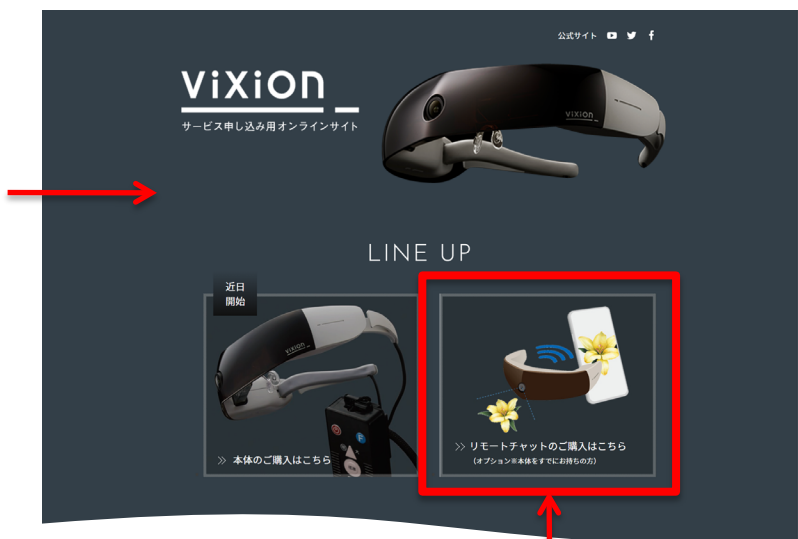 公式サイト
ViXion
サービス申し込み用オンラインサイト
ViXion
LINE UP
近日
開始
ViXion
F
本体のご購入はこちら
リモートチャットのご購入はこちら
(オプション※本体をすでにお持ちの方)